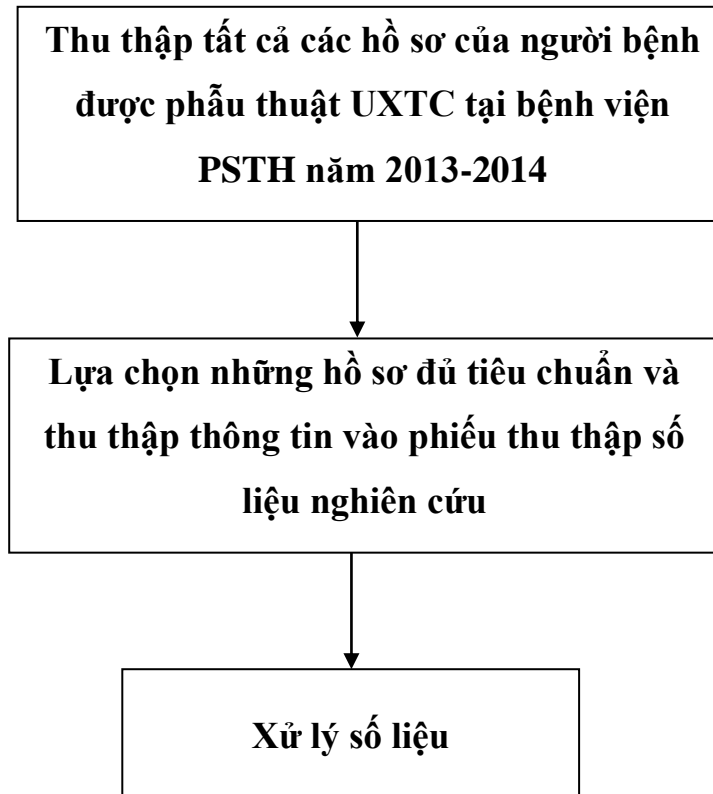 Thu thập tất cả các hồ sơ của người bệnh
được phẫu thuật UXTC tại bệnh viện
PSTH năm 2013-2014
Lựa chọn những hồ sơ đủ tiêu chuẩn và
thu thập thông tin vào phiếu thu thập số
liệu nghiên cứu
Xử lý số liệu